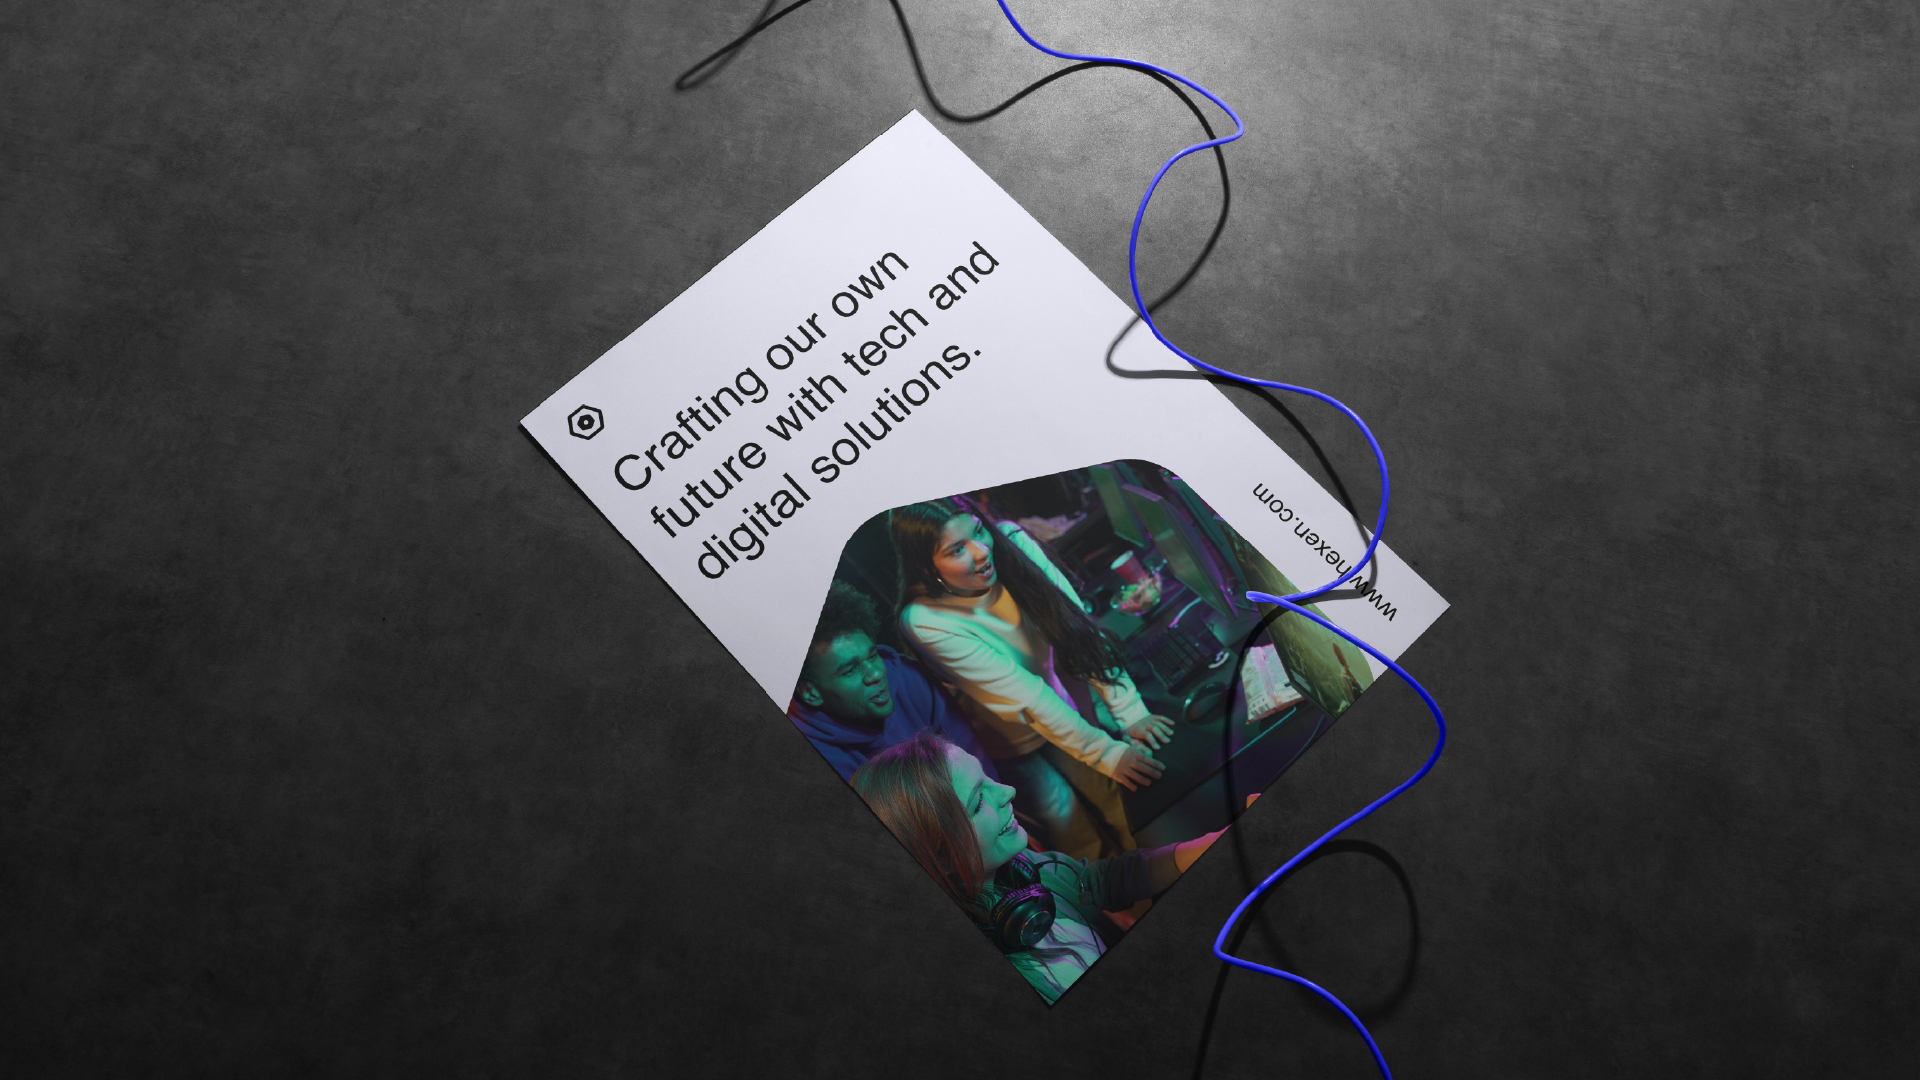 Crafting our own
future with tech and
digital solutions.
www.hexen.com